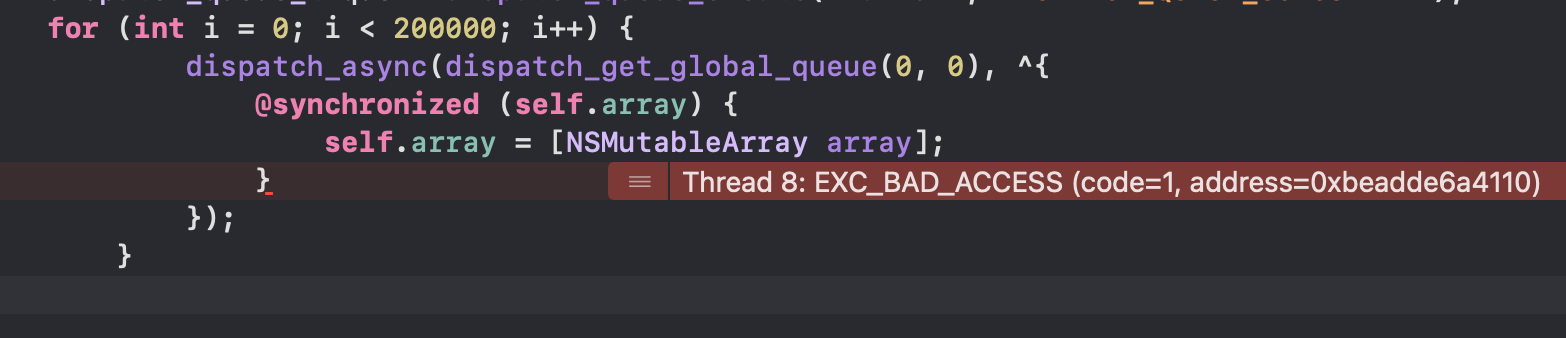 for (int i = 0; i < 200000; i++) {
dispatch_async(dispatch_get_global_queue(0, 0), ^{
@synchronized (self.array) {
self.array = [NSMutableArray array];
} Thread 8: EXC_BAD_ACCESS (code=1, address=0xbeadde6a4110)
});
}